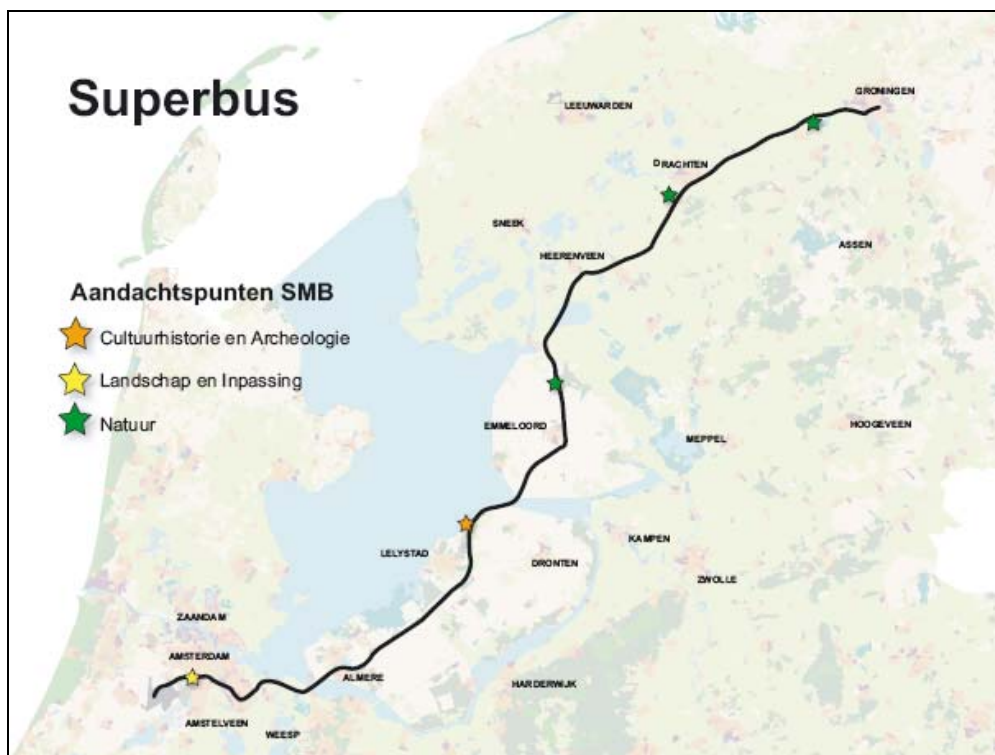 Superbus
LEEUWARDEN
GRONINGEN
DRACHTEN
SNEEK
HEERENVEEN
ASSEN
Aandachtspunten SMB
Cultuurhistorie en Archeologie
Landschap en Inpassing
Natuur
EMMELOORD
MEPPEL
HOOGEVEEN
LELYSTAD
DRONTEN
KAMPEN
ZWOLLE
ZAANDAM
AMSTERDAM
ALMERE
HARDERWIJK
AMSTELVEEN
WEESP